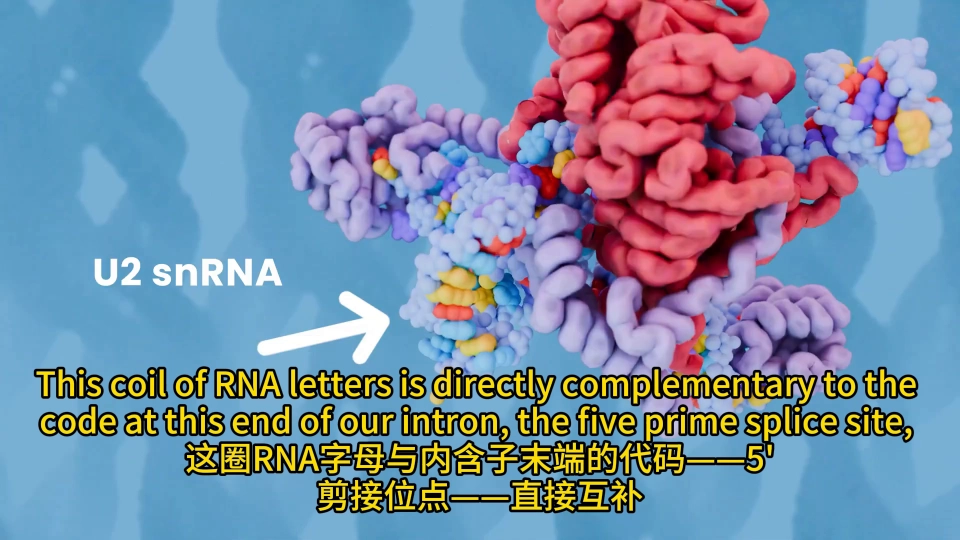 U2 snRNA
This coil of RNA letters is directly complementary to the
code at this end of our intron, the five prime splice site,
这圈RNA字母与内含子末端的代码——5'
剪接位点——直接互补